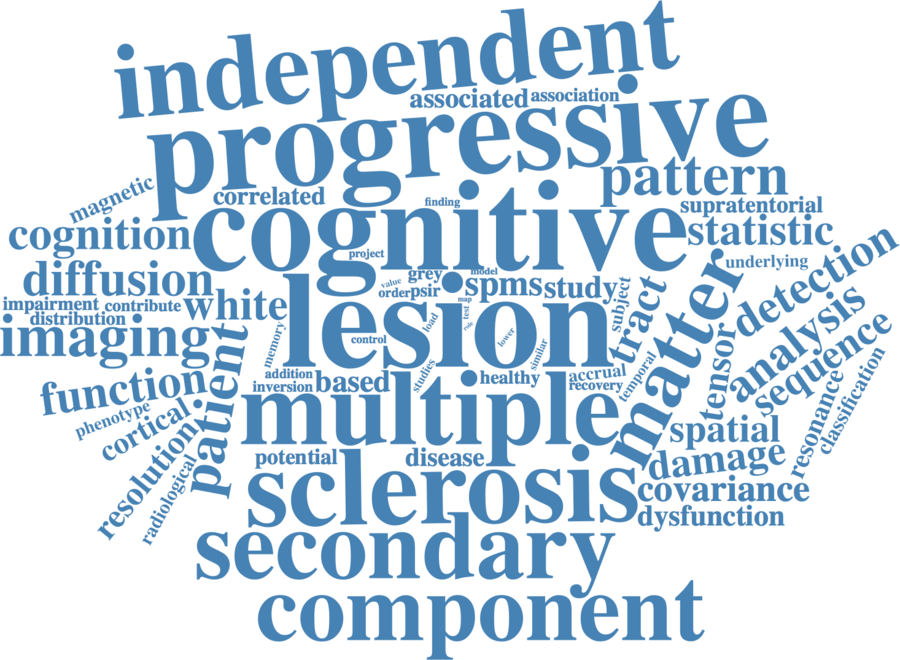 independent
associated
association
progressive
pattern
magnetic
correlated
finding
supratentorial
cognitive
cognition
statistic
project
underlying
diffusion
grey
model
spms
study
value
order
psir
impairment
contribute
white
distribution
lesion
map
test
role
load
lower
subject
tract
matter
detection
imaging
memory
control
similar
studies
temporal
tensor
analysis
sequence
function
patient
addition
inversion
based
healthy
accrual
recovery
phenotype
cortical
multiple
resonance
classification
resolution
radiological
potential
disease
spatial
damage
sclerosis
covariance
dysfunction
secondary
component